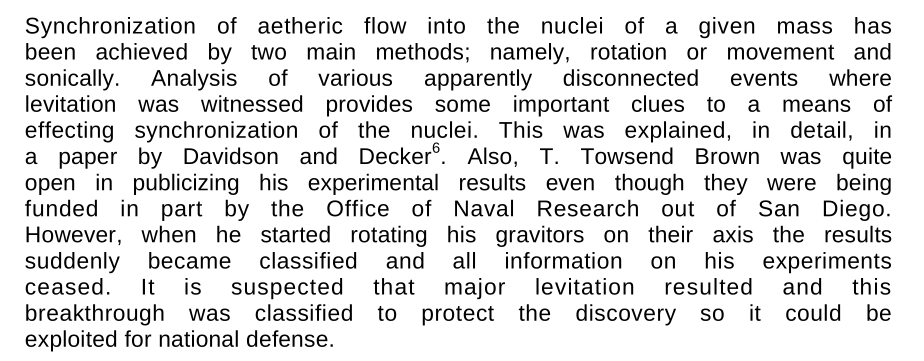 Synchronization of aetheric flow into the nuclei of a given mass has
been achieved by two main methods; namely, rotation or movement and
sonically. Analysis of various apparently disconnected events where
levitation was witnessed provides some important clues to a means of
effecting synchronization of the nuclei. This was explained, in detail, in
a paper by Davidson and Decker6. Also, T. Towsend Brown was quite
open in publicizing his experimental results even though they were being
funded in part by the Office of Naval Research out of San Diego.
However, when he started rotating his gravitors on their axis the results
suddenly became classified and all information on his experiments
ceased. It is suspected that major levitation resulted and this
breakthrough was classified to protect the discovery so it could be
exploited for national defense.